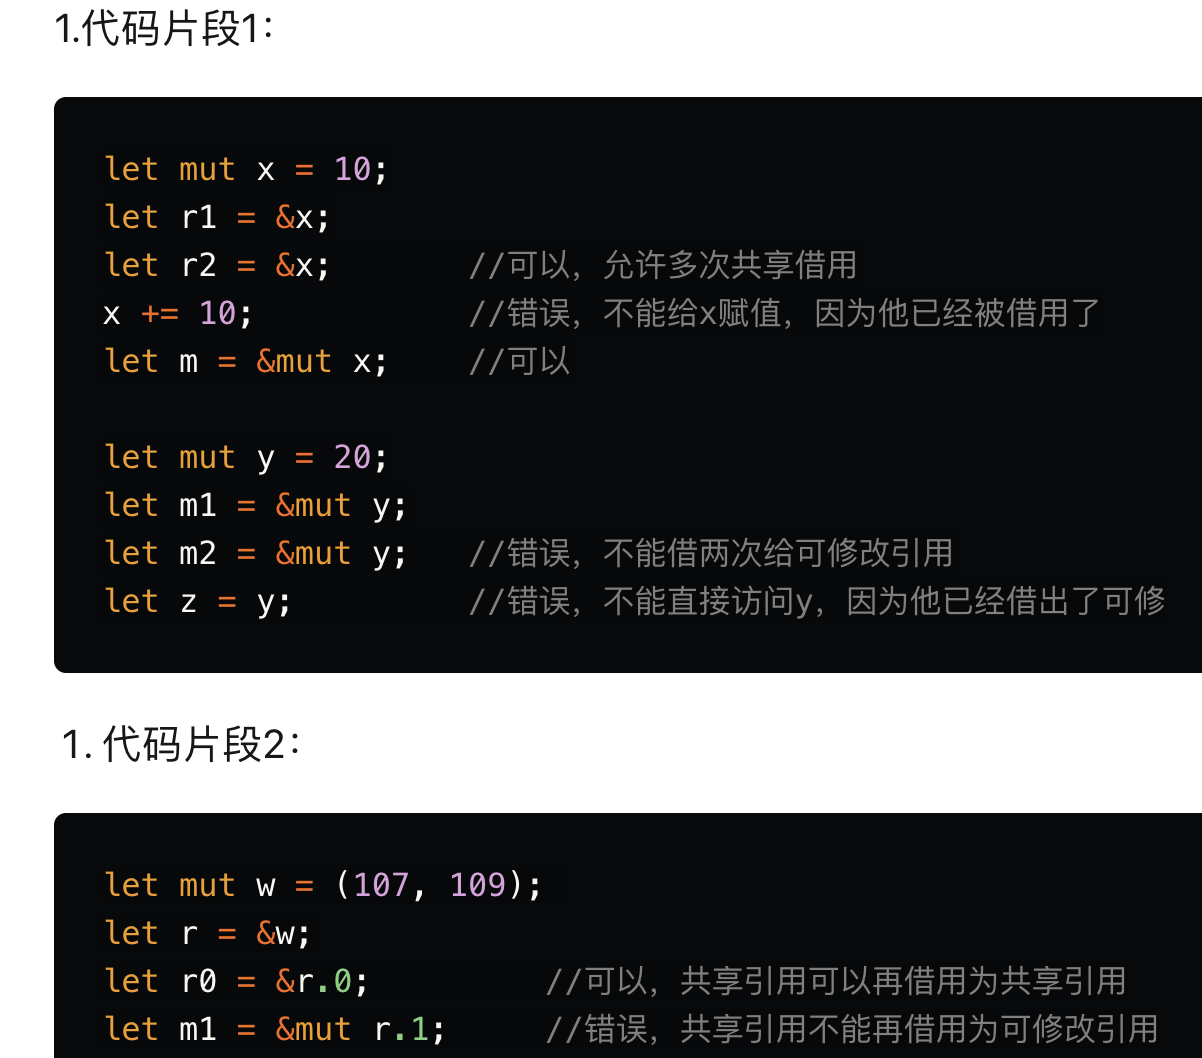 1.代码片段1：
let mut x = 10;
let r1 = &x;
let r2 = &x;       //可以，允许多次共享借用
x += 10;           //错误，不能给x赋值，因为他已经被借用了
let m = &mut x;    //可以
let mut y = 20;
let m1 = &mut y;
let m2 = &mut y;   //错误，不能借两次给可修改引用
let z = y;         //错误，不能直接访问y，因为他已经借出了可修
1. 代码片段2：
let mut w = (107, 109);
let r = &w;
let r0 = &r.0;         //可以，共享引用可以再借用为共享引用
let m1 = &mut r.1;     //错误，共享引用不能再借用为可修改引用